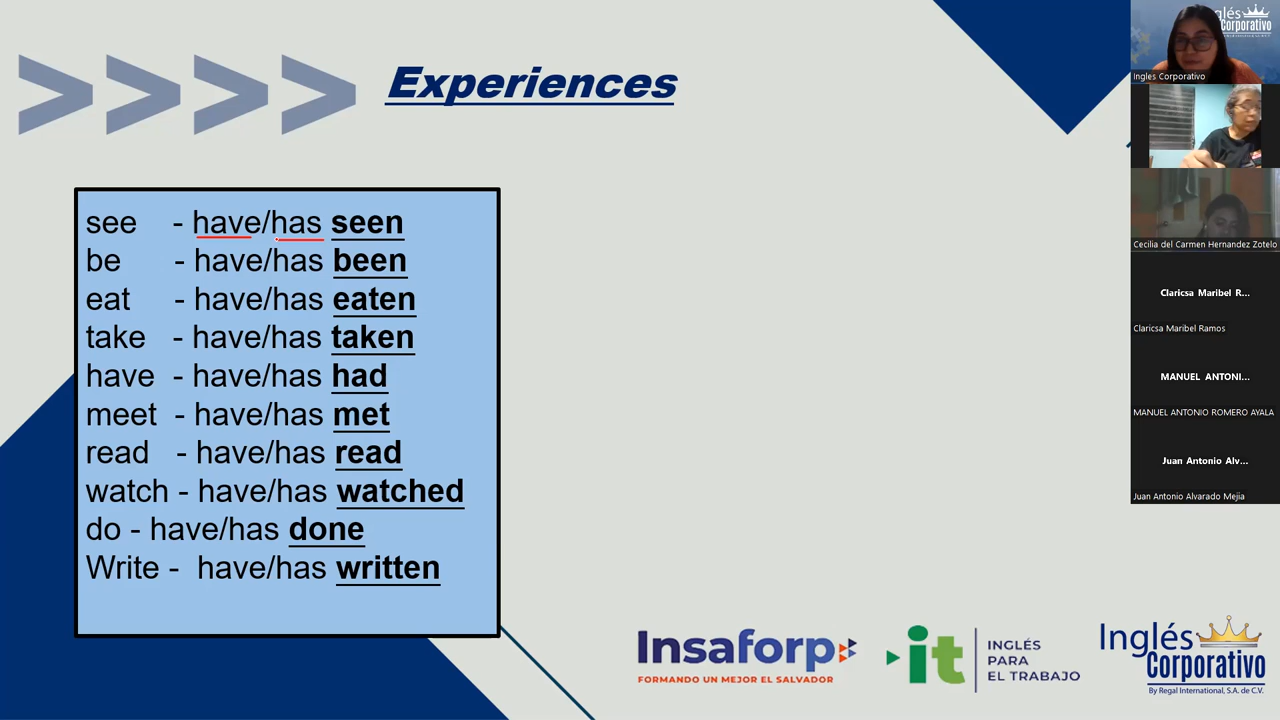 Experiences
see - have/has seen
be - have/has been
eat - have/has eaten
take - have/has taken
have - have/has had
meet - have/has met
read - have/has read
watch - have/has watched
do - have/has done
Write - have/has written
Insaforp
FORMANDO UN MEJOR EL SALVADOR
it
INGLÉS
PARA
EL TRABAJO
Inglés
Corporativo
By Regal International, S.A. de C.V.
Ingles Corporativo
Cecilia del Carmen Hernandez Zotelo
Claricsa Maribel R...
Claricsa Maribel Ramos
MANUEL ANTONI...
MANUEL ANTONIO ROMERO AYALA
Juan Antonio Alv...
Juan Antonio Alvarado Mejia